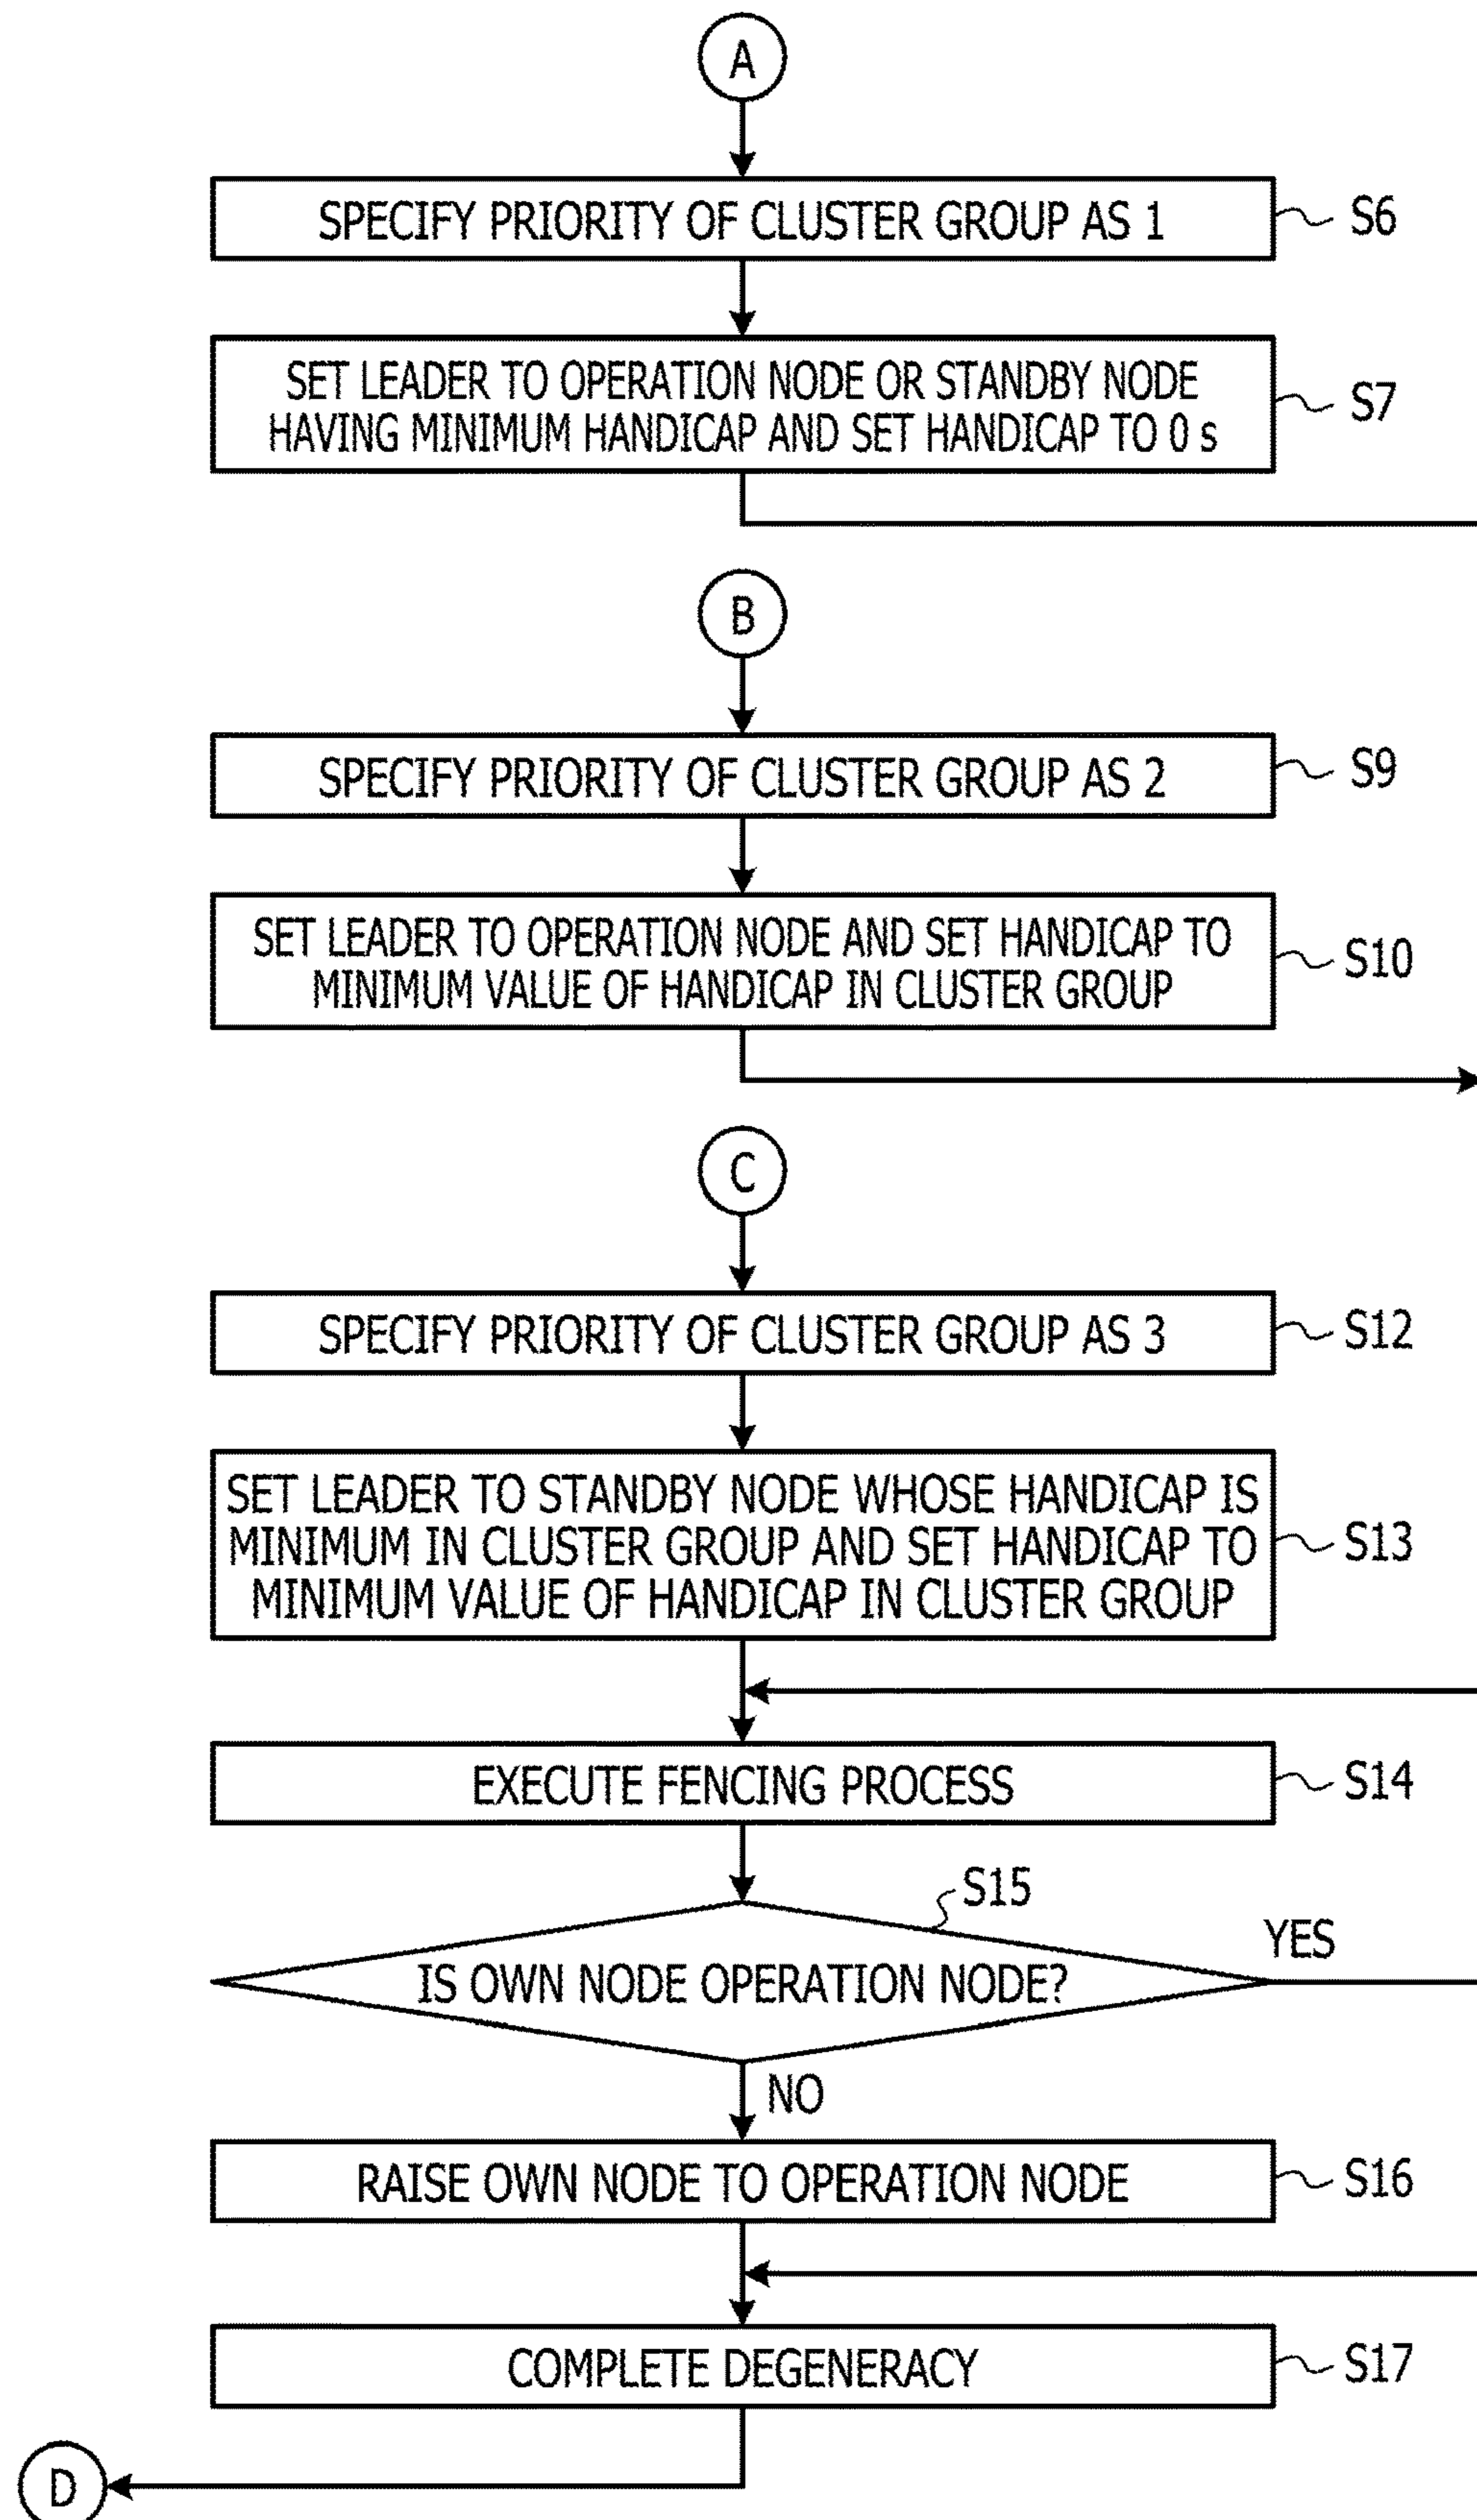 A
SPECIFY PRIORITY OF CLUSTER GROUP AS 1
S6
SET LEADER TO OPERATION NODE OR STANDBY NODE
HAVING MINIMUM HANDICAP AND SET HANDICAP TO 0 s
S7
B
SPECIFY PRIORITY OF CLUSTER GROUP AS 2
S9
SET LEADER TO OPERATION NODE AND SET HANDICAP TO
MINIMUM VALUE OF HANDICAP IN CLUSTER GROUP
S10
C
SPECIFY PRIORITY OF CLUSTER GROUP AS 3
S12
SET LEADER TO STANDBY NODE WHOSE HANDICAP IS
MINIMUM IN CLUSTER GROUP AND SET HANDICAP TO
MINIMUM VALUE OF HANDICAP IN CLUSTER GROUP
S13
EXECUTE FENCING PROCESS
S14
S15
IS OWN NODE OPERATION NODE?
YES
NO
RAISE OWN NODE TO OPERATION NODE
S16
COMPLETE DEGENERACY
S17
D